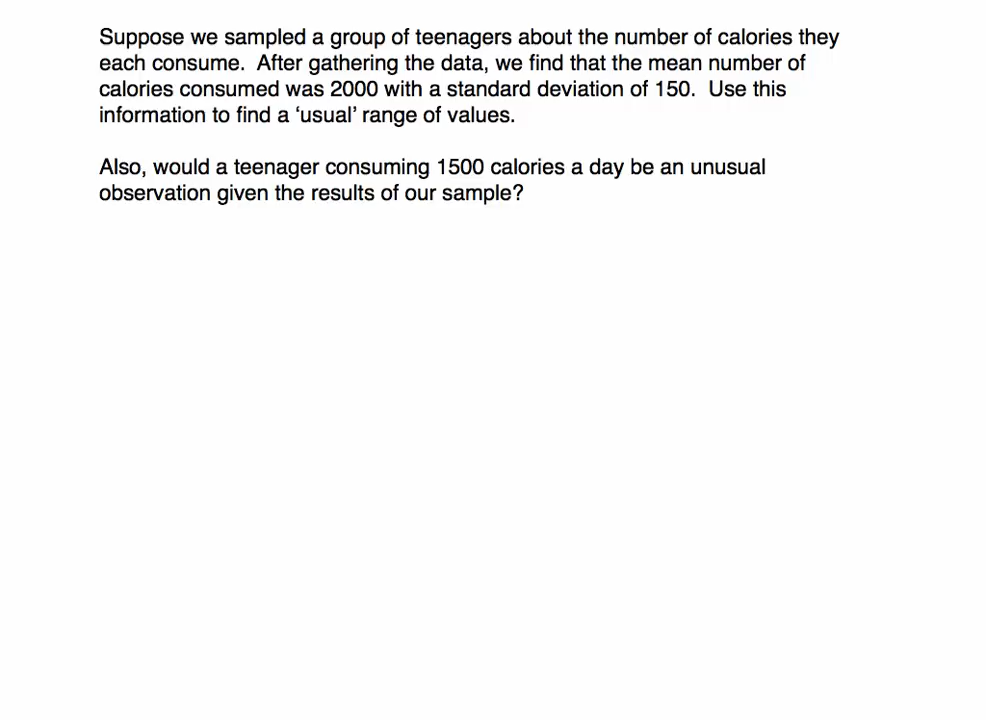 Suppose we sampled a group of teenagers about the number of calories they
each consume.  After gathering the data, we find that the mean number of
calories consumed was 2000 with a standard deviation of 150.  Use this
information to find a ‘usual’ range of values.
Also, would a teenager consuming 1500 calories a day be an unusual
observation given the results of our sample?